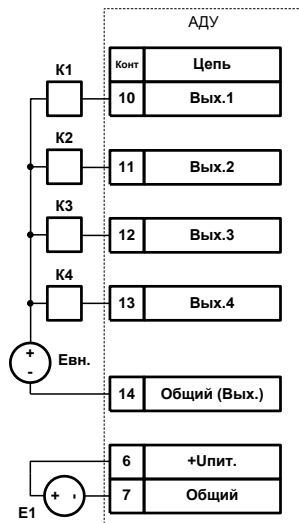 АДУ
Конт Цепь
К1
10 Вых.1
К2
11 Вых.2
К3
12 Вых.3
К4
13 Вых.4
+
-
Евн.
14 Общий (Вых.)
6 +Uпит.
7 Общий
+ -
Е1